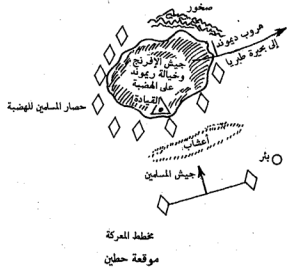 صخور
هروب ديوند
إلى بحيرة طبريا
جيش الإفرنج
وخيالة ريموند
على الهضبة
القيادة
حصار المسلمين للهضبة
أعشاب
بئر
جيش المسلمين
مخطط المعركة
موقعة حطين